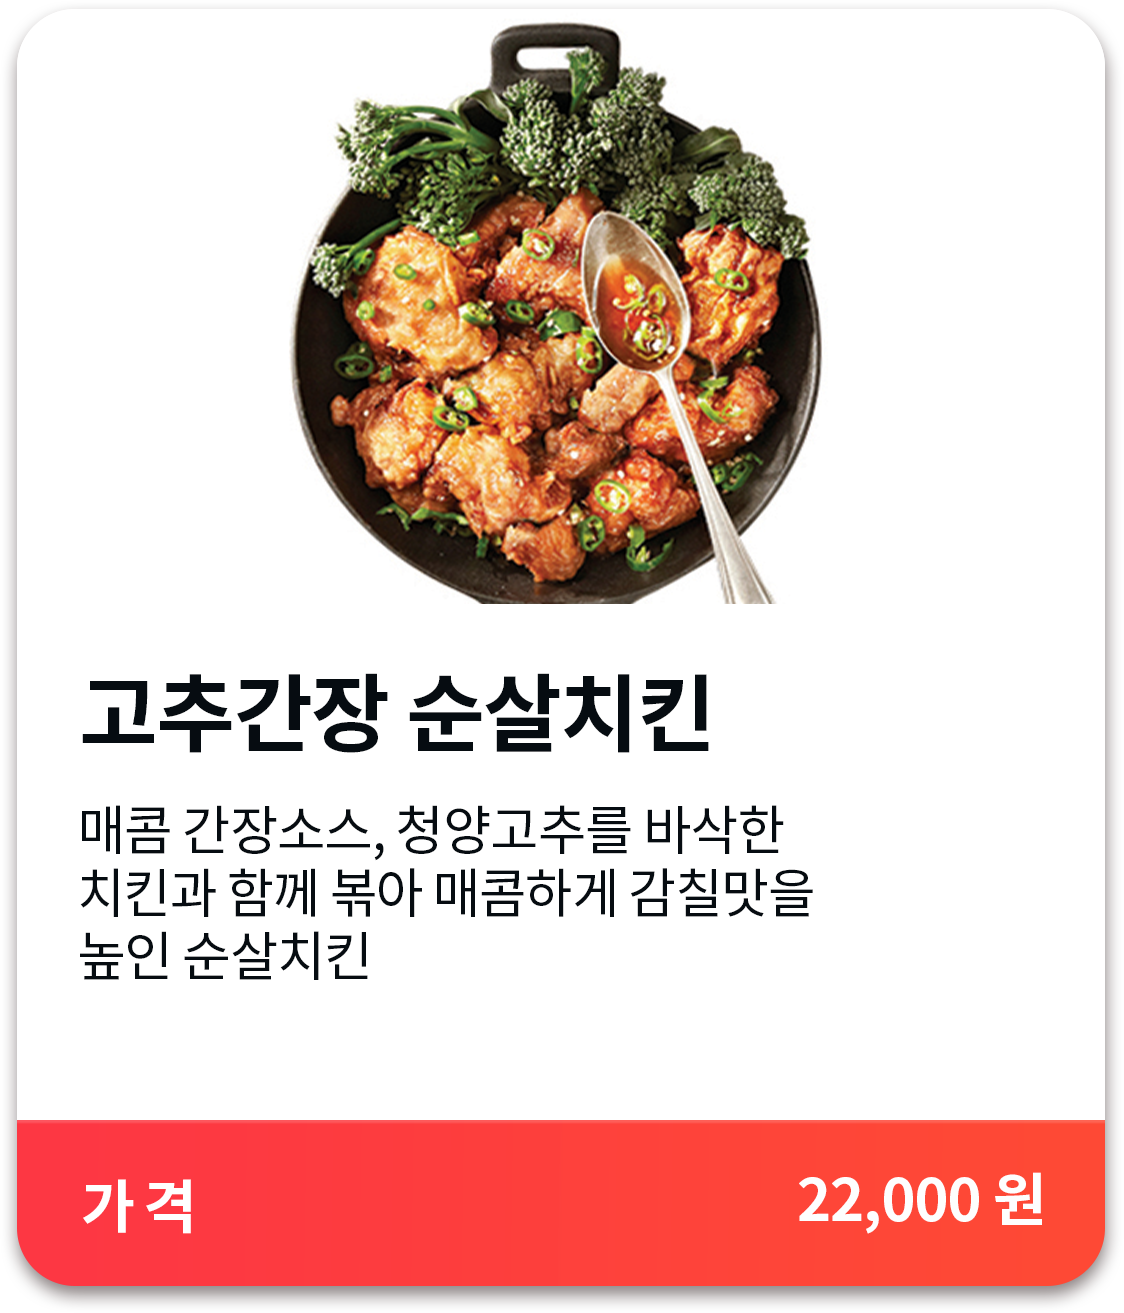 고추간장 순살치킨
매콤 간장소스, 청양고추를 바삭한
치킨과 함께 볶아 매콤하게 감칠맛을
높인 순살치킨
가 격
22,000 원